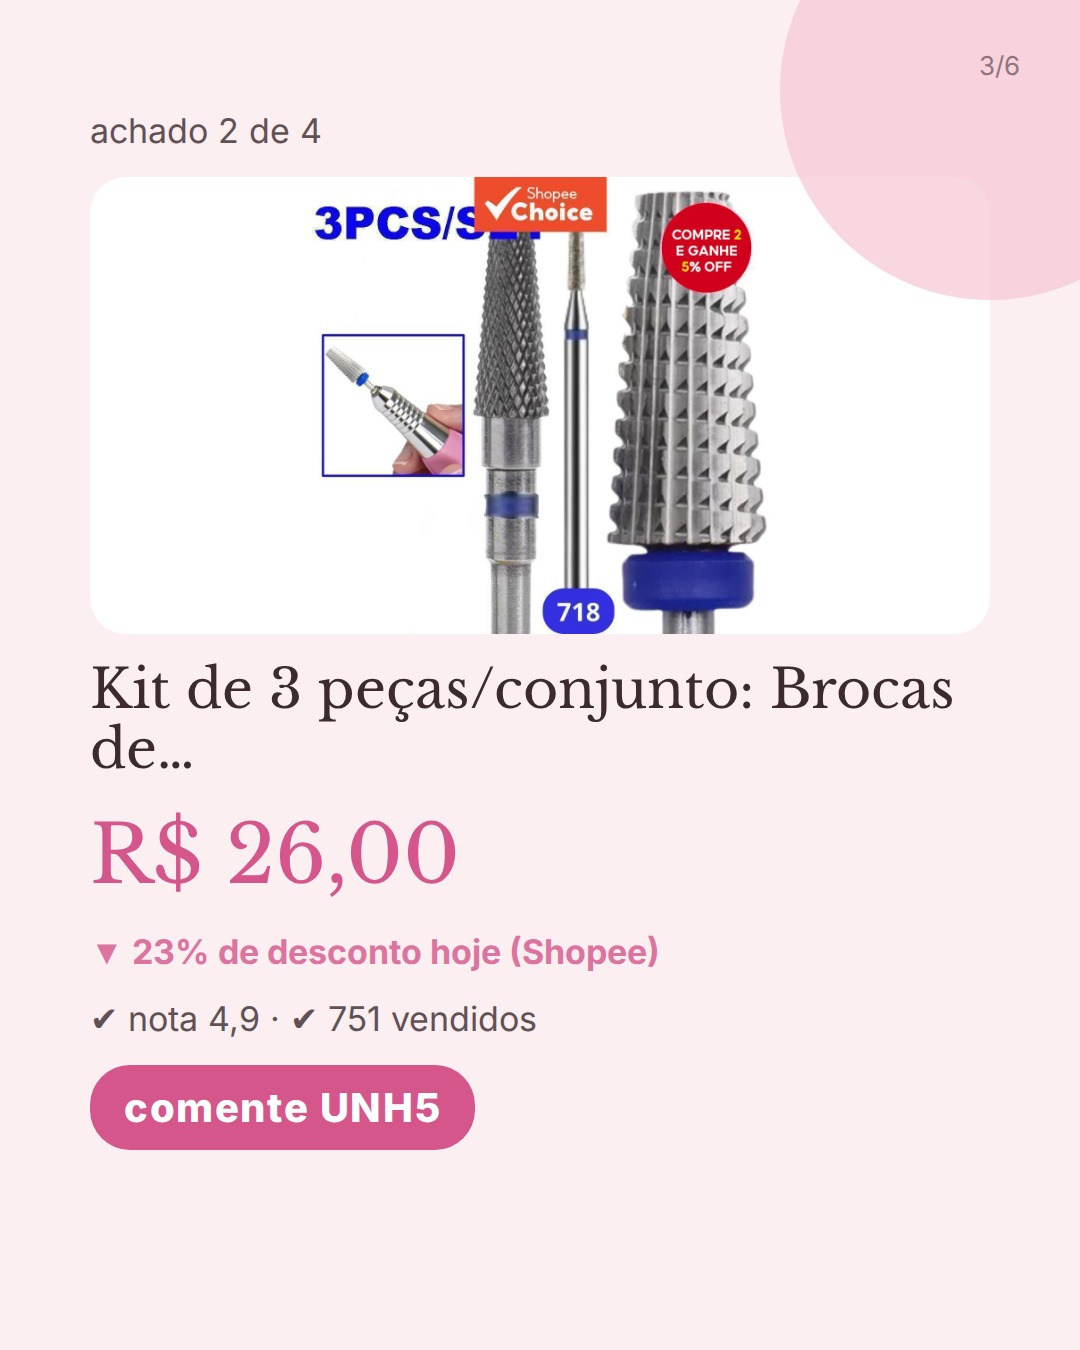 3/6
achado 2 de 4
3PCS/SET
Shopee
Choice
COMPRE 2
E GANHE
5% OFF
718
Kit de 3 peças/conjunto: Brocas
de...
R$ 26,00
▼ 23% de desconto hoje (Shopee)
✔ nota 4,9 · ✔ 751 vendidos
comente UNH5